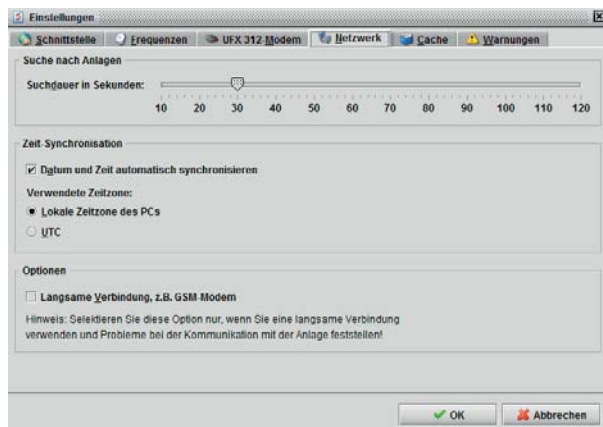 Einstellungen
Schnittstelle Frequenzen UFX 312-Modem Netzwerk Cache Warnungen
Suche nach Anlagen
Suchdauer in Sekunden:
10 20 30 40 50 60 70 80 90 100 110 120
Zeit-Synchronisation
Datum und Zeit automatisch synchronisieren
Verwendete Zeitzone:
Lokale Zeitzone des PCs
UTC
Optionen
Langsame Verbindung, z.B. GSM-Modem
Hinweis: Selektieren Sie diese Option nur, wenn Sie eine langsame Verbindung
verwenden und Probleme bei der Kommunikation mit der Anlage feststellen!
OK Abbrechen